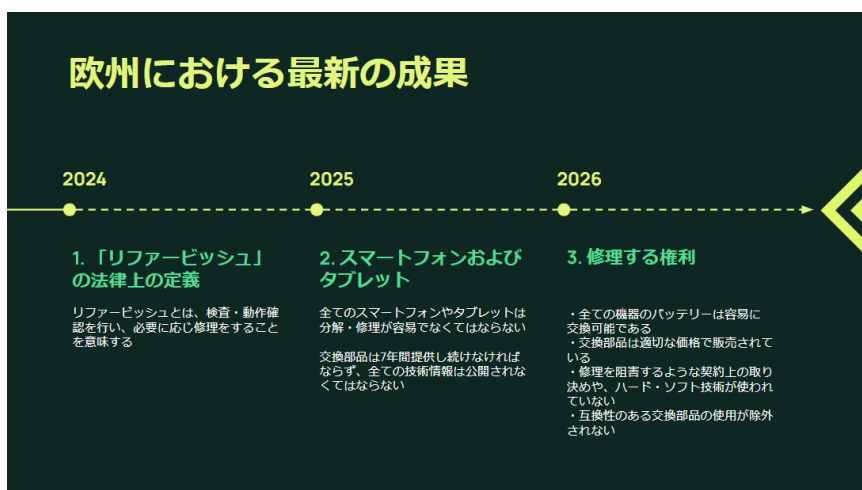 欧州における最新の成果
2024
1.「リファービッシュ」
の法律上の定義
リファービッシュとは、検査・動作確
認を行い、必要に応じ修理をすること
を意味する
2025
2. スマートフォンおよび
タブレット
全てのスマートフォンやタブレットは
分解・修理が容易でなくてはならない
交換部品は7年間提供し続けなければ
ならず、全ての技術情報は公開されな
くてはならない
2026
3. 修理する権利
・全ての機器のバッテリーは容易に
交換可能である
・交換部品は適切な価格で販売されて
いる
・修理を阻害するような契約上の取り
決めや、ハード・ソフト技術が使われ
ていない
・互換性のある交換部品の使用が除外
されない